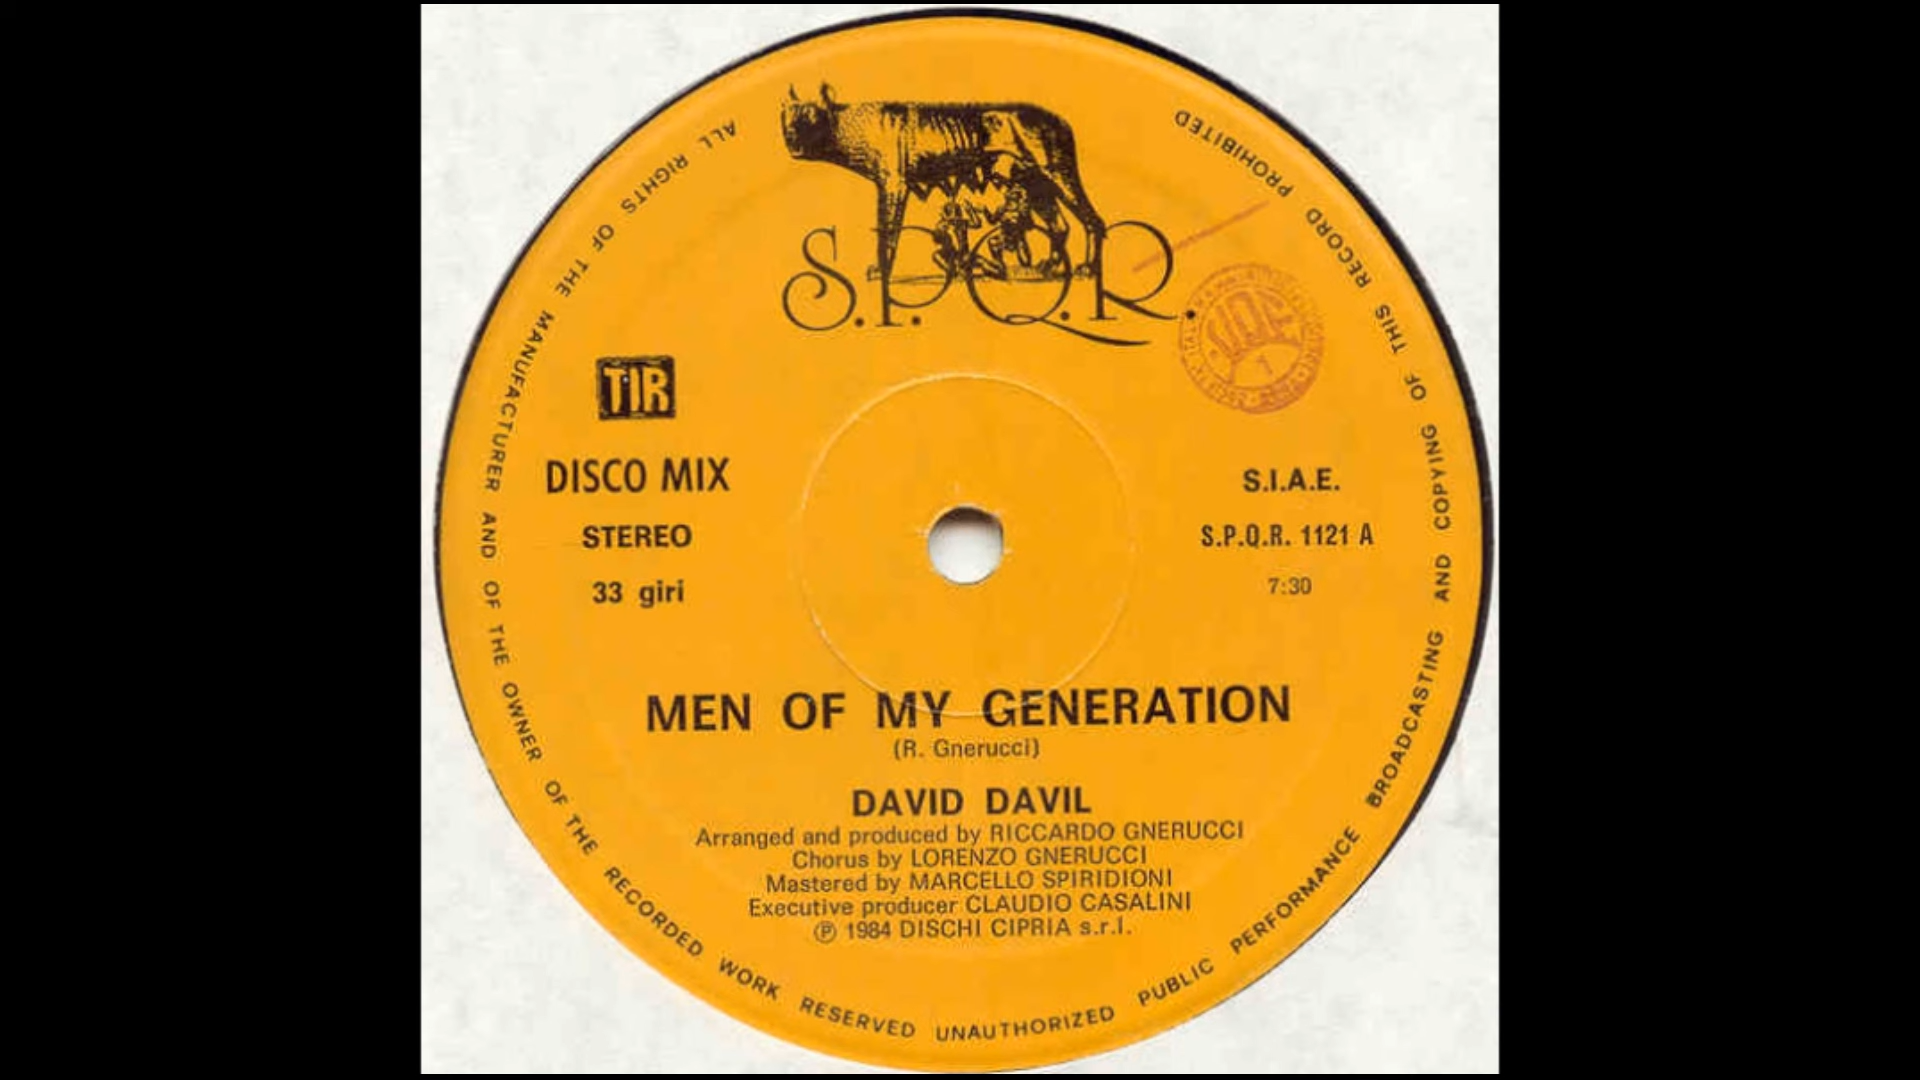 ALL RIGHTS OF THE MANUFACTURER AND OF THE OWNER OF THE RECORDED WORK RESERVED UNAUTHORIZED PUBLIC PERFORMANCE BROADCASTING AND COPYING OF THIS RECORD PROHIBITED
S.P.Q.R.
TIR
DISCO MIX
STEREO
33 giri
S.I.A.E.
S.P.Q.R. 1121 A
7:30
MEN OF MY GENERATION
(R. Gnerucci)
DAVID DAVIL
Arranged and produced by RICCARDO GNERUCCI
Chorus by LORENZO GNERUCCI
Mastered by MARCELLO SPIRIDIONI
Executive producer CLAUDIO CASALINI
℗ 1984 DISCHI CIPRIA s.r.l.